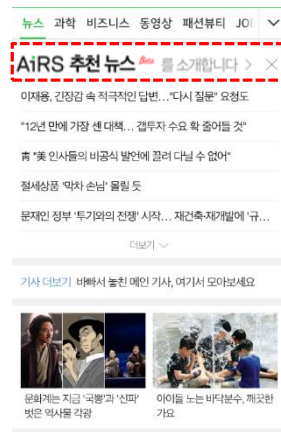 뉴스 과학 비즈니스 동영상 패션뷰티
AiRS 추천 뉴스 Beta 를 소개합니다 >
이재용, 긴장감 속 적극적인 답변…"다시 질문" 요청도
"12년 만에 가장 센 대책… 갭투자 수요 확 줄어들 것"
靑 "美 인사들의 비공식 발언에 끌려 다닐 수 없어"
절세상품 '막차 손님' 몰릴 듯
문재인 정부 '투기와의 전쟁' 시작… 재건축·재개발에 '규…
더보기
기사 더보기 바빠서 놓친 메인 기사, 여기서 모아보세요
문화계는 지금 '국뽕'과 '신파' 아이들 노는 바닥분수, 깨끗한
벗은 역사물 각광 가요